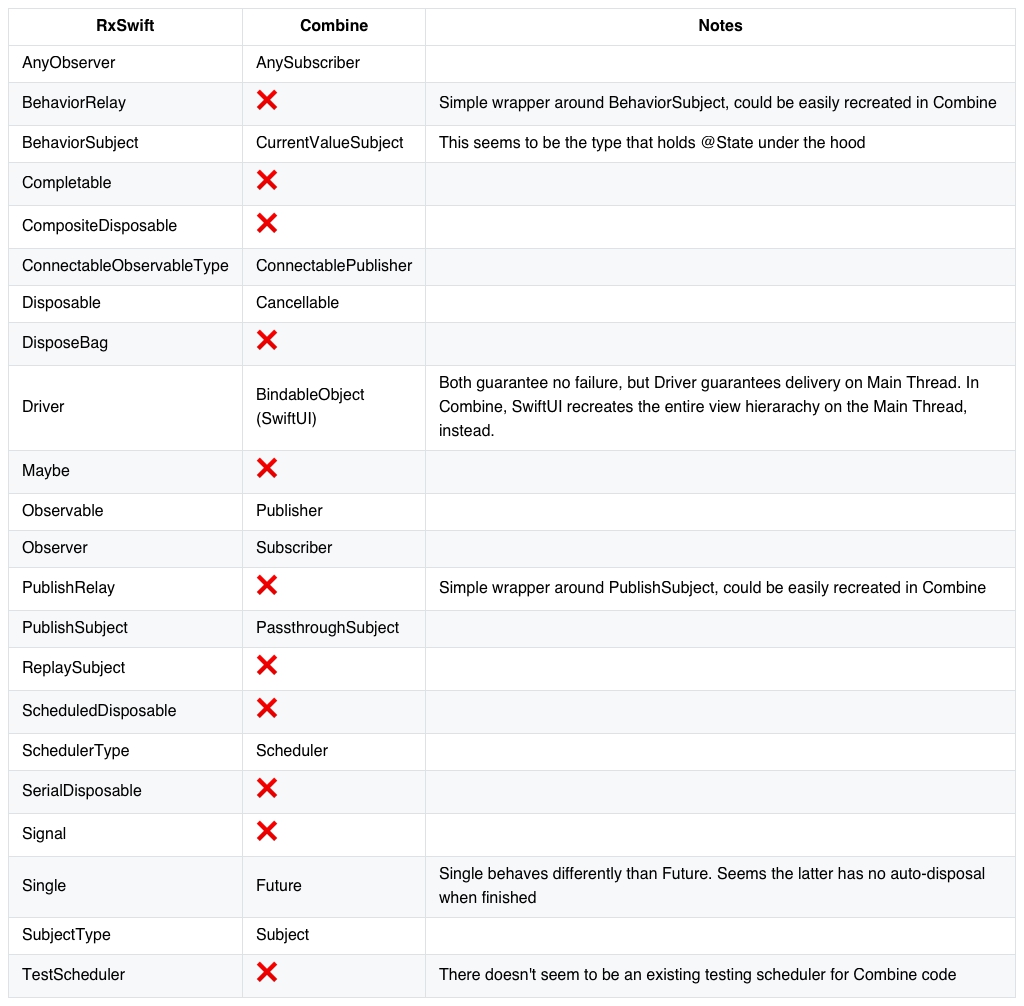 RxSwift Combine Notes
AnyObserver AnySubscriber
BehaviorRelay ❌ Simple wrapper around BehaviorSubject, could be easily recreated in Combine
BehaviorSubject CurrentValueSubject This seems to be the type that holds @State under the hood
Completable ❌
CompositeDisposable ❌
ConnectableObservableType ConnectablePublisher
Disposable Cancellable
DisposeBag ❌
Driver BindableObject
(SwiftUI) Both guarantee no failure, but Driver guarantees delivery on Main Thread. In
Combine, SwiftUI recreates the entire view hierarchy on the Main Thread,
instead.
Maybe ❌
Observable Publisher
Observer Subscriber
PublishRelay ❌ Simple wrapper around PublishSubject, could be easily recreated in Combine
PublishSubject PassthroughSubject
ReplaySubject ❌
ScheduledDisposable ❌
SchedulerType Scheduler
SerialDisposable ❌
Signal ❌
Single Future Single behaves differently than Future. Seems the latter has no auto-disposal
when finished
SubjectType Subject
TestScheduler ❌ There doesn't seem to be an existing testing scheduler for Combine code